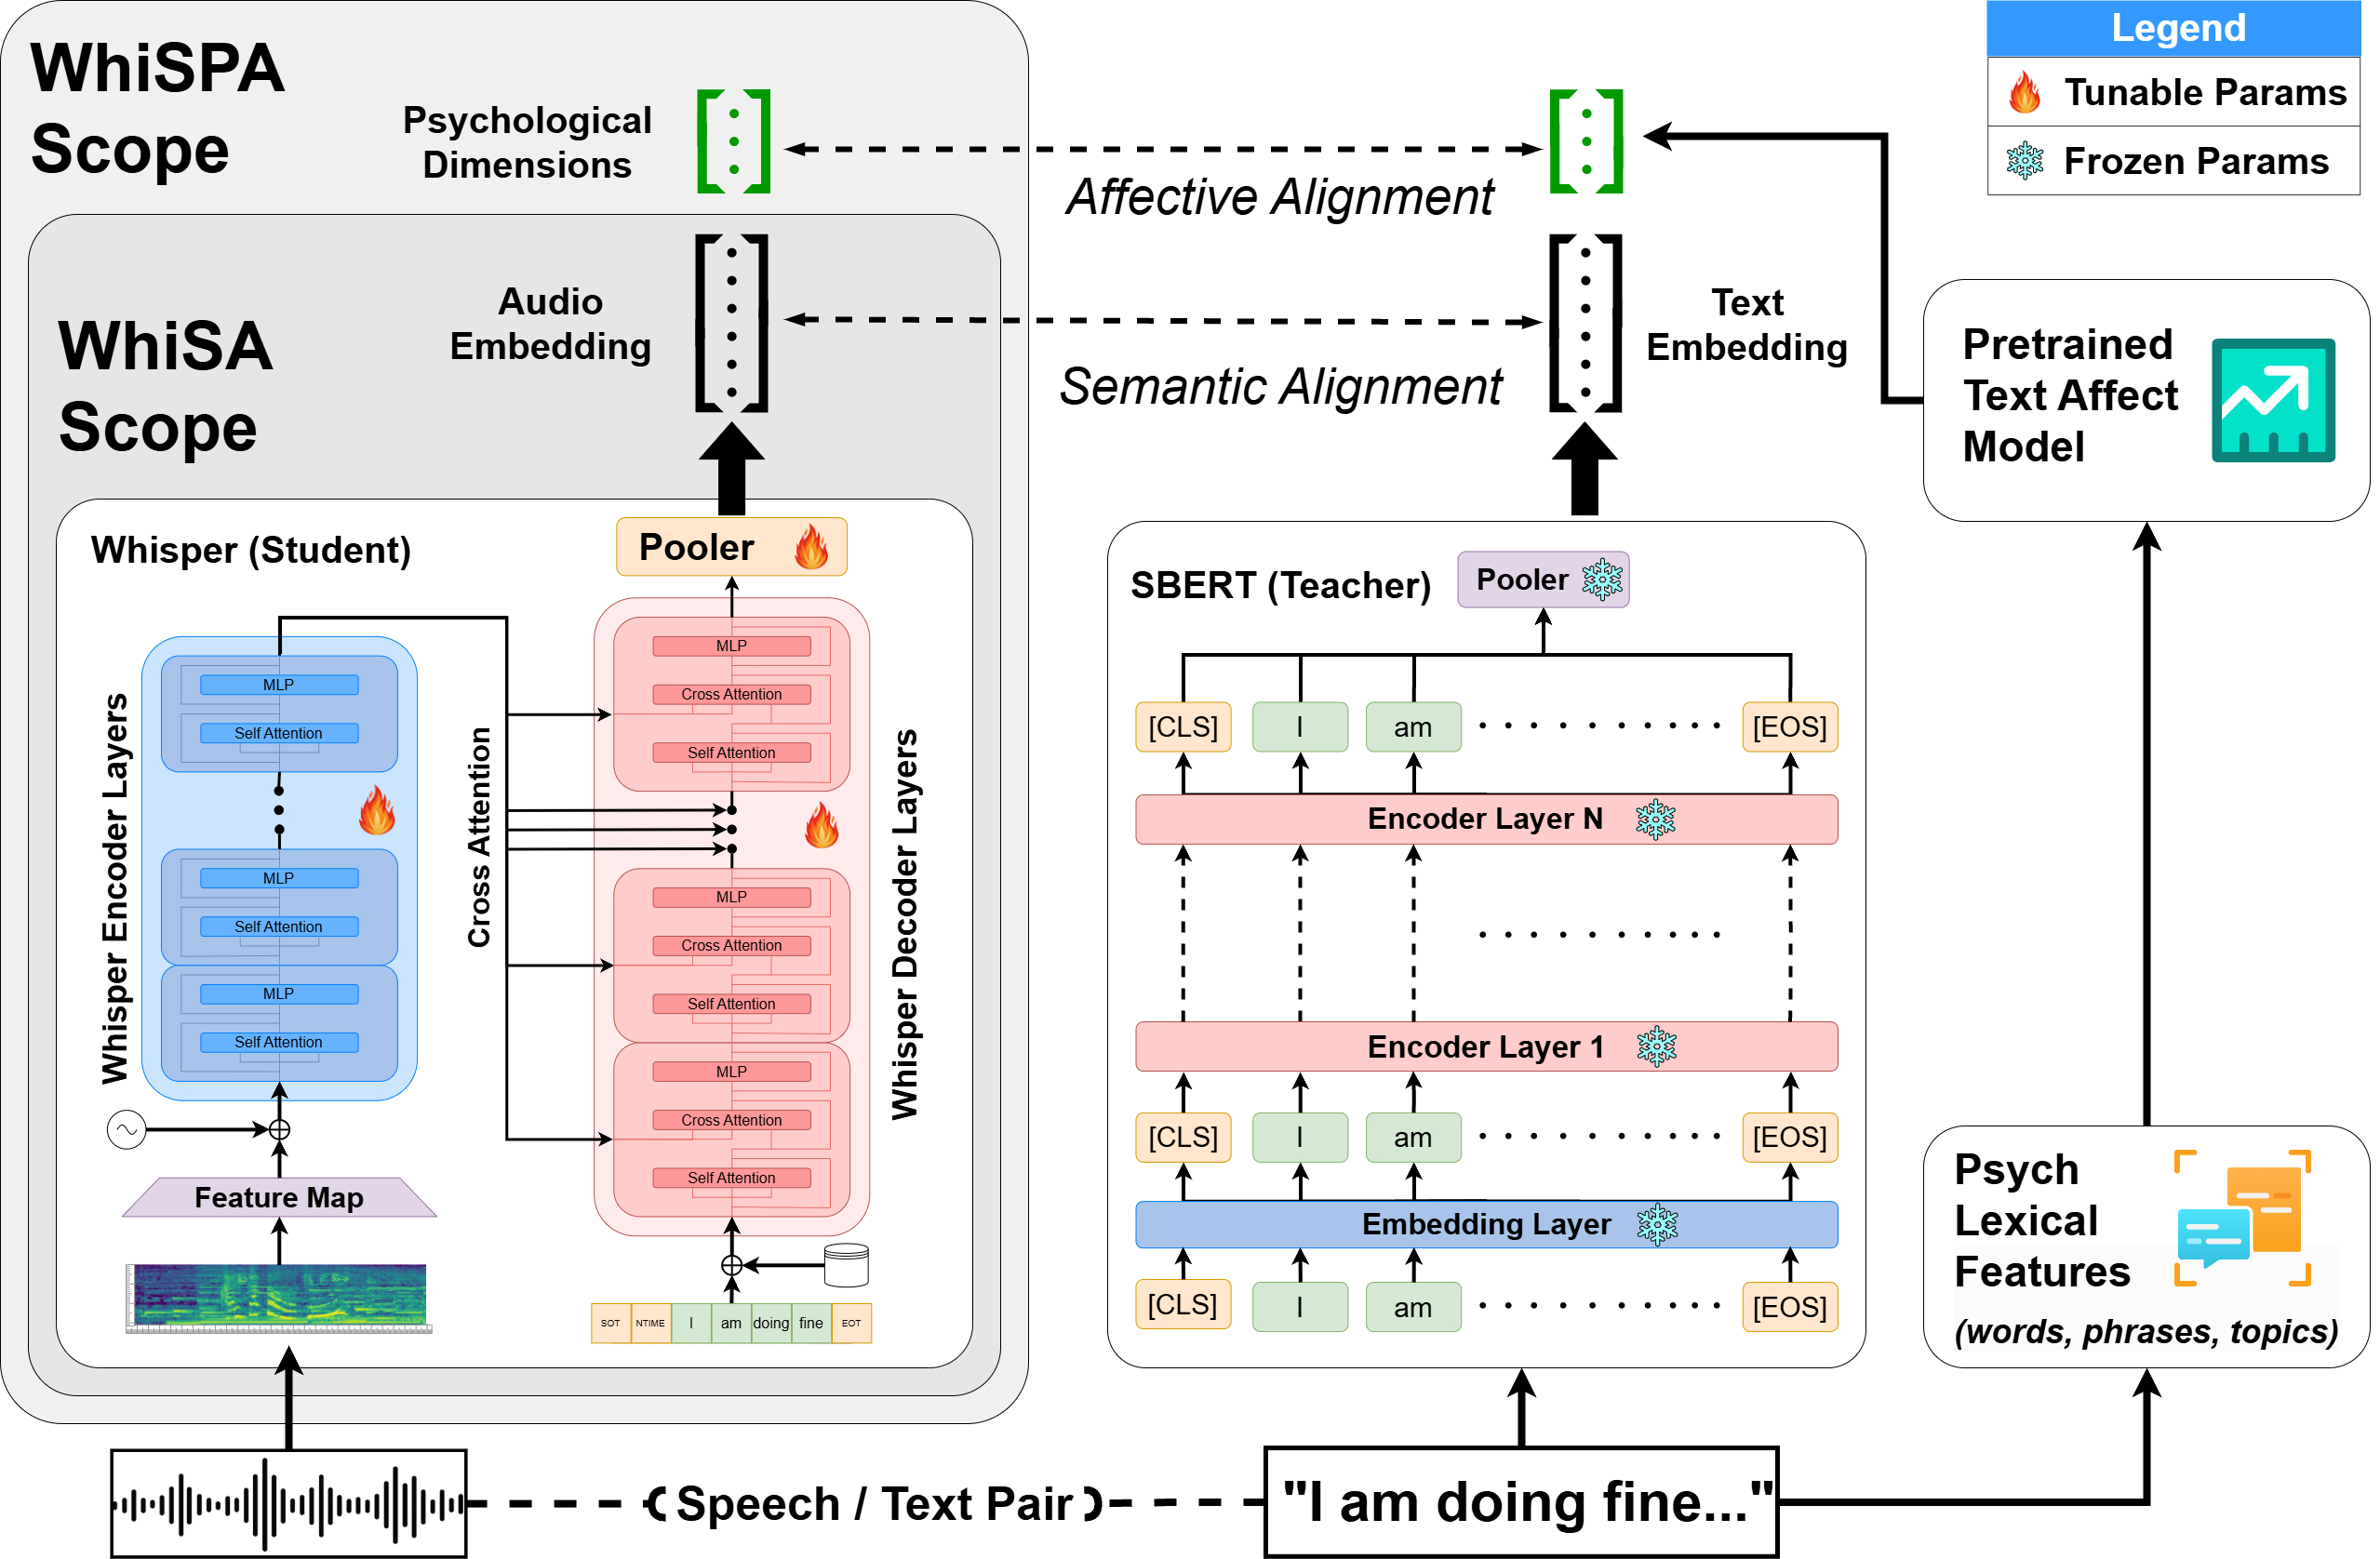 WhiSPA
Scope
Psychological
Dimensions
Affective Alignment
Legend
Tunable Params
Frozen Params
WhiSA
Scope
Audio
Embedding
Semantic Alignment
Text
Embedding
Pretrained
Text Affect
Model
Whisper (Student)
Pooler
Whisper Encoder Layers
MLP
Self Attention
MLP
Self Attention
MLP
Self Attention
Cross Attention
MLP
Cross Attention
Self Attention
MLP
Cross Attention
Self Attention
MLP
Cross Attention
Self Attention
Whisper Decoder Layers
Feature Map
SOT NTIME I am doing fine EOT
SBERT (Teacher)
Pooler
[CLS] I am . . . . . . . . . . [EOS]
Encoder Layer N
. . . . . . . . . .
Encoder Layer 1
[CLS] I am . . . . . . . . . . [EOS]
Embedding Layer
[CLS] I am . . . . . . . . . . [EOS]
Psych
Lexical
Features
(words, phrases, topics)
(Speech / Text Pair)
"I am doing fine..."